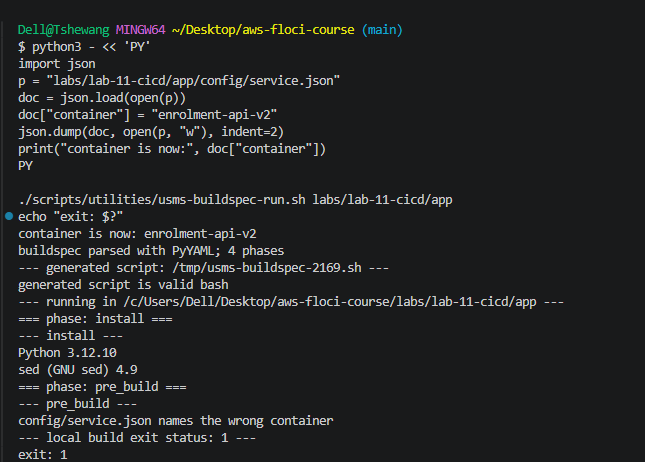 Dell@Tshewang MINGW64 ~/Desktop/aws-floci-course (main)
$ python3 - << 'PY'
import json
p = "labs/lab-11-cicd/app/config/service.json"
doc = json.load(open(p))
doc["container"] = "enrolment-api-v2"
json.dump(doc, open(p, "w"), indent=2)
print("container is now:", doc["container"])
PY

./scripts/utilities/usms-buildspec-run.sh labs/lab-11-cicd/app
echo "exit: $?"
container is now: enrolment-api-v2
buildspec parsed with PyYAML; 4 phases
--- generated script: /tmp/usms-buildspec-2169.sh ---
generated script is valid bash
--- running in /c/Users/Dell/Desktop/aws-floci-course/labs/lab-11-cicd/app ---
=== phase: install ===
--- install ---
Python 3.12.10
sed (GNU sed) 4.9
=== phase: pre_build ===
--- pre_build ---
config/service.json names the wrong container
--- local build exit status: 1 ---
exit: 1